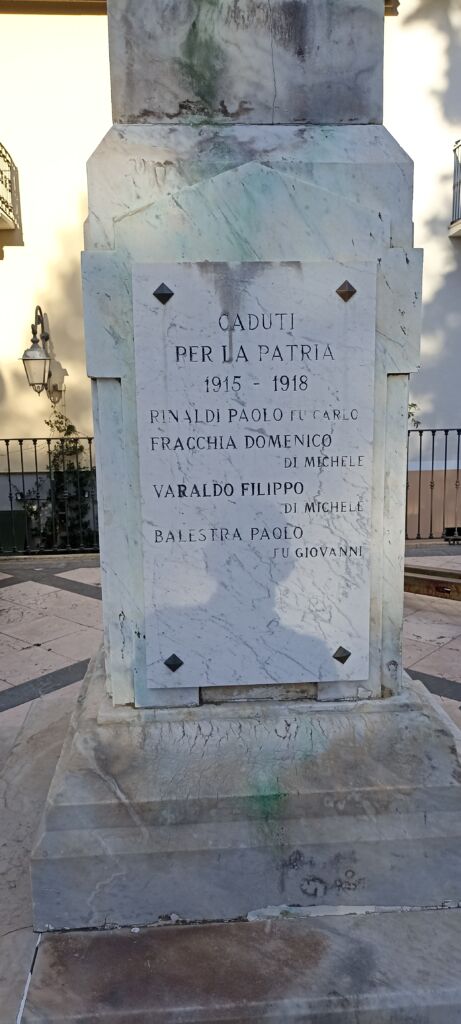 CADUTI
PER LA PATRIA
1915 - 1918
RINALDI PAOLO FU CARLO
FRACCHIA DOMENICO
DI MICHELE
VARALDO FILIPPO
DI MICHELE
BALESTRA PAOLO
FU GIOVANNI